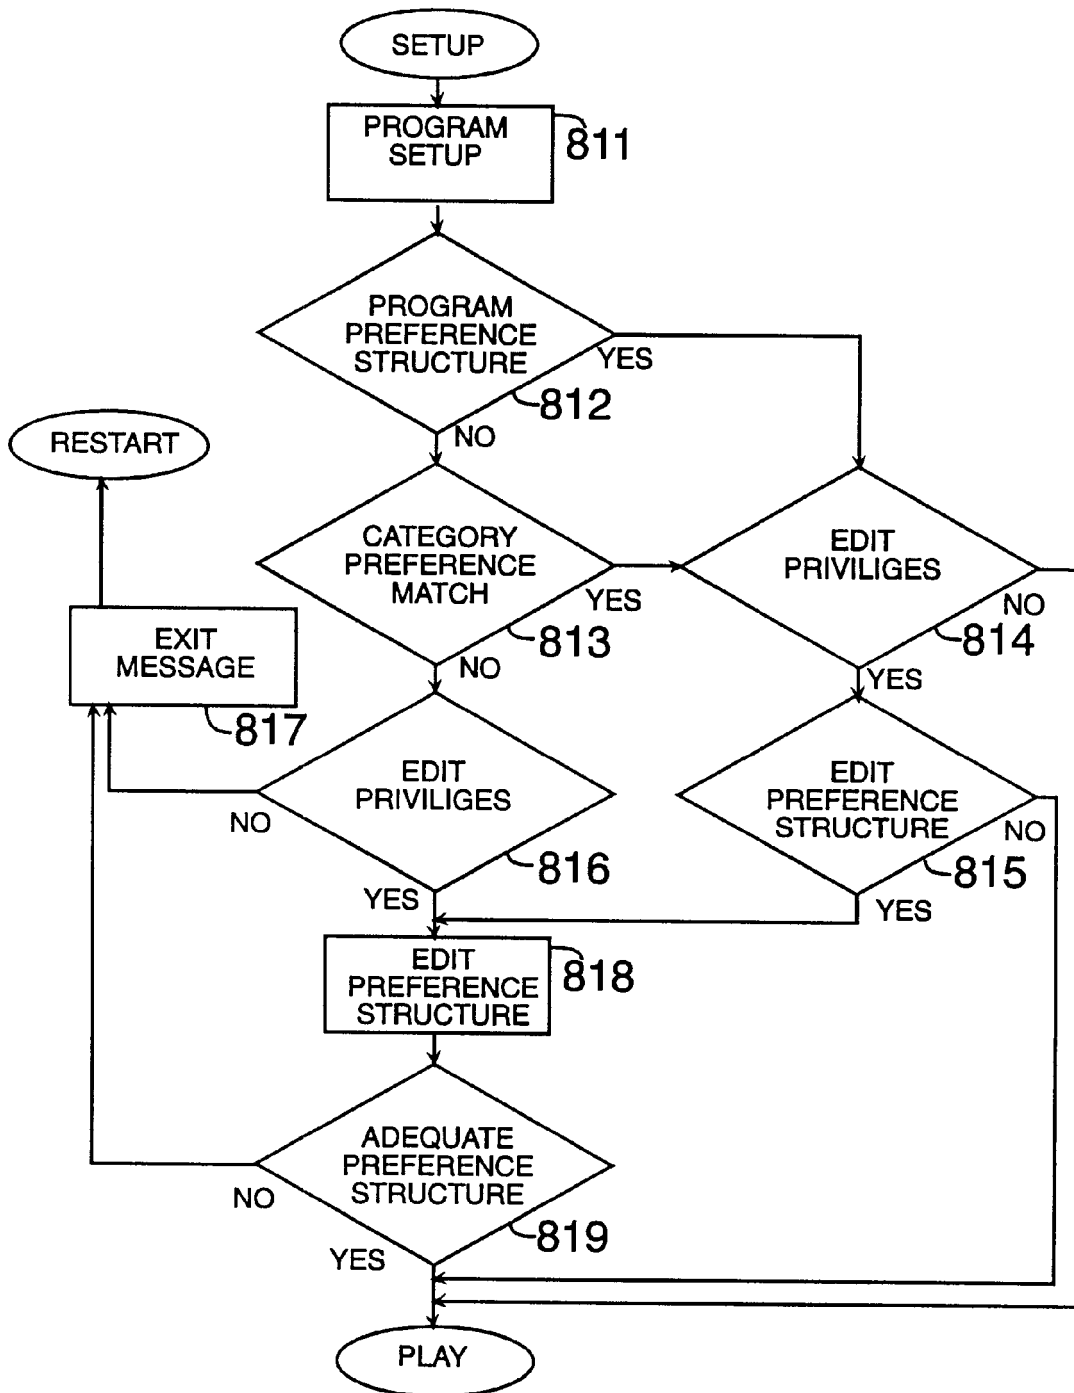 SETUP
PROGRAM
SETUP
811
PROGRAM
PREFERENCE
STRUCTURE
YES
812
NO
RESTART
CATEGORY
PREFERENCE
MATCH
YES
813
NO
EDIT
PRIVILIGES
NO
814
YES
EXIT
MESSAGE
817
EDIT
PRIVILIGES
NO
816
YES
EDIT
PREFERENCE
STRUCTURE
NO
815
YES
EDIT
PREFERENCE
STRUCTURE
818
ADEQUATE
PREFERENCE
STRUCTURE
NO
819
YES
PLAY